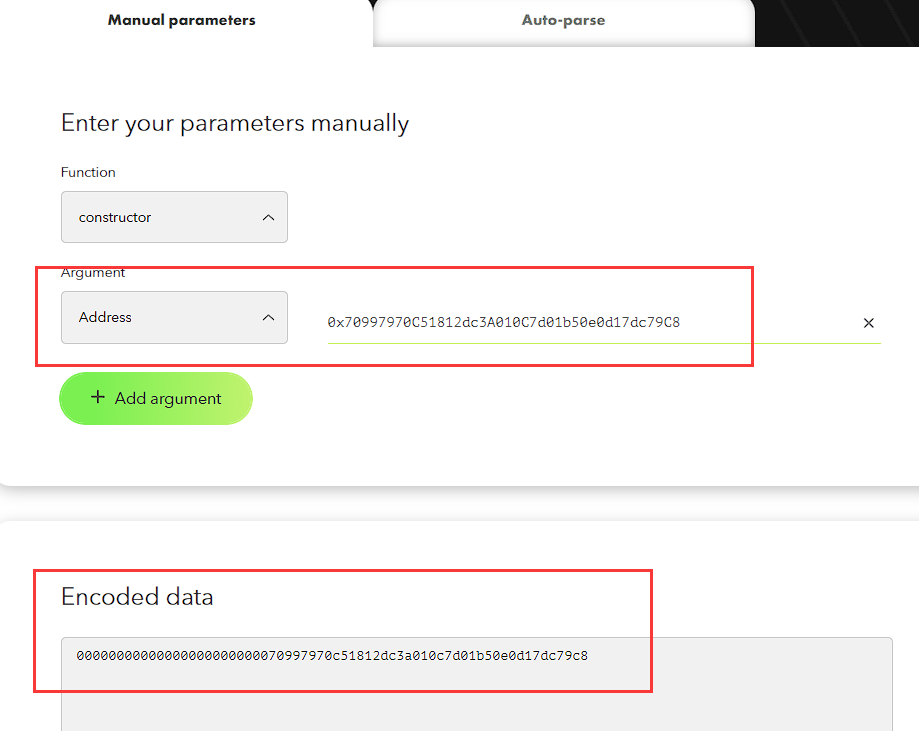 Manual parameters
Auto-parse
Enter your parameters manually
Function
constructor
Argument
Address
0x70997970C51812dc3A010C7d01b50e0d17dc79C8
Add argument
Encoded data
00000000000000000000000070997970c51812dc3a010c7d01b50e0d17dc79c8